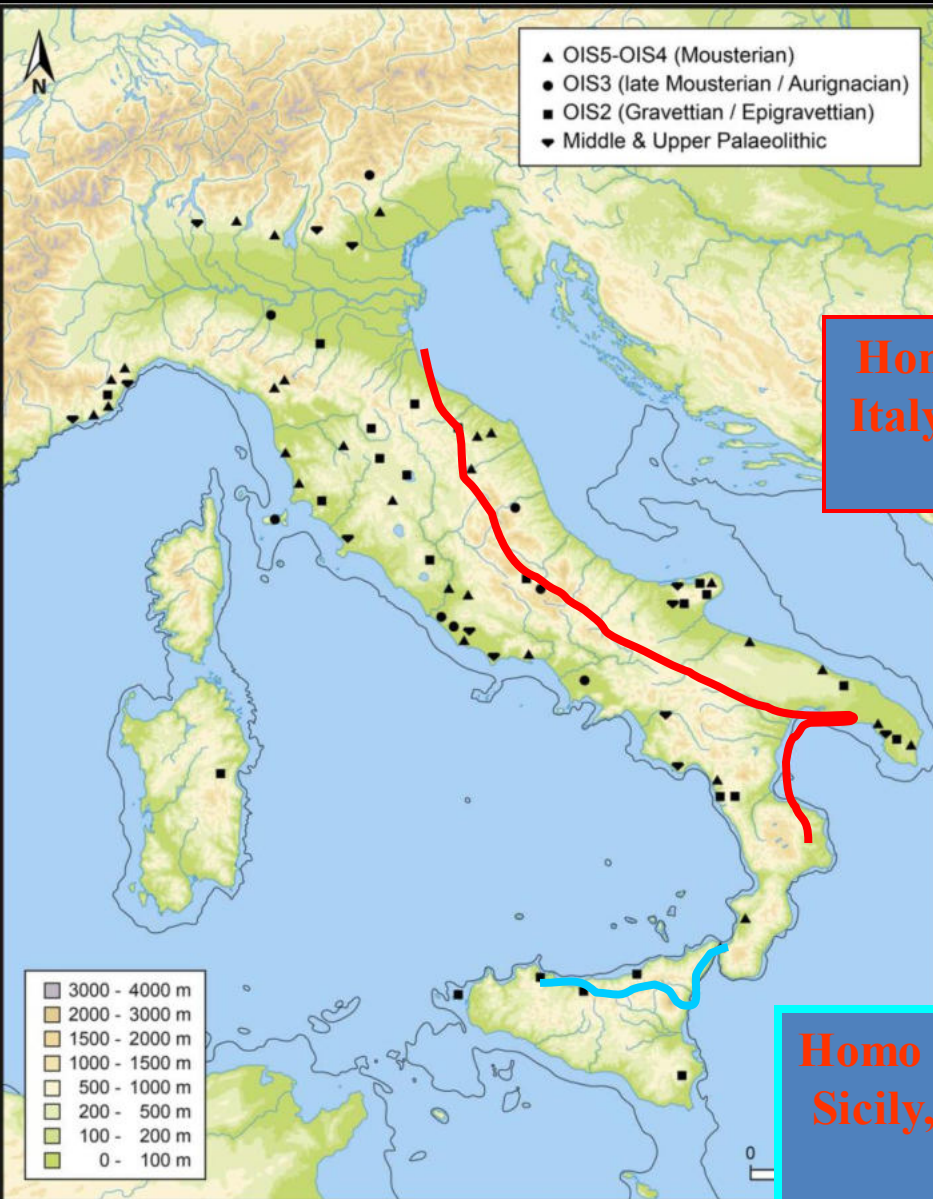 N
▲ OIS5-OIS4 (Mousterian)
● OIS3 (late Mousterian / Aurignacian)
■ OIS2 (Gravettian / Epigravettian)
Middle & Upper Palaeolithic
Italy
Homo
Sicily,
3000 - 4000 m
2000 - 3000 m
1500 - 2000 m
1000 - 1500 m
500 - 1000 m
200 - 500 m
100 - 200 m
0 - 100 m
0